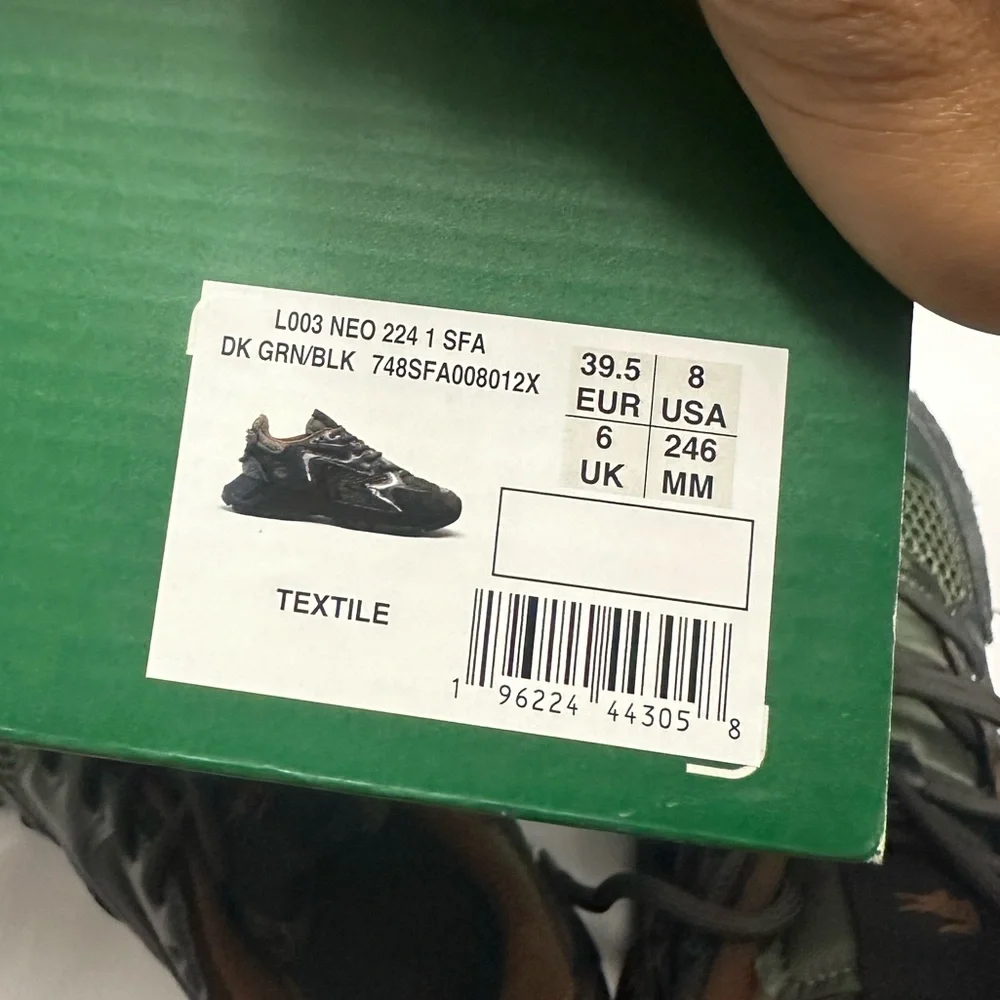 L003 NEO 224 1 SFA
DK GRN/BLK 748SFA008012X
39.5 EUR
8 USA
6 UK
246 MM
TEXTILE
1 96224 44305 8